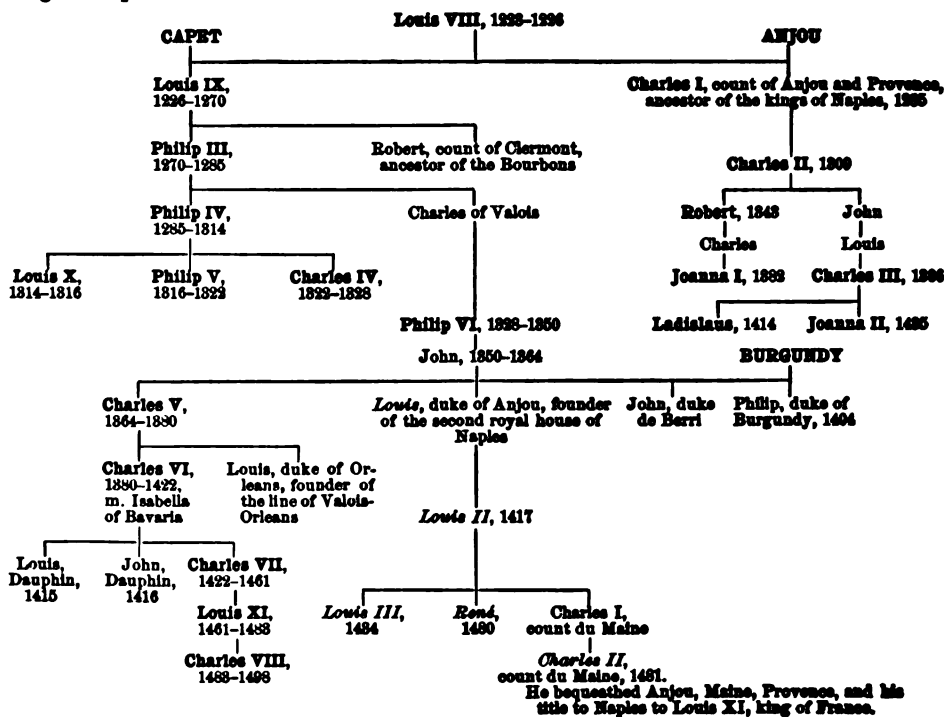 Louis VIII, 1223–1226
CAPET
ANJOU
Louis IX,
1226–1270
Charles I, count of Anjou and Provence,
ancestor of the kings of Naples, 1285
Philip III,
1270–1285
Robert, count of Clermont,
ancestor of the Bourbons
Charles II, 1309
Philip IV,
1285–1314
Charles of Valois
Robert, 1343
John
Charles
Louis
Louis X,
1314–1316
Philip V,
1316–1322
Charles IV,
1322–1328
Joanna I, 1382
Charles III, 1386
Philip VI, 1328–1350
Ladislaus, 1414
Joanna II, 1435
John, 1350–1364
BURGUNDY
Charles V,
1364–1380
Louis, duke of Anjou, founder
of the second royal house of
Naples
John, duke
de Berri
Philip, duke of
Burgundy, 1404
Charles VI,
1380–1422,
m. Isabella
of Bavaria
Louis, duke of Or-
leans, founder of
the line of Valois-
Orleans
Louis II, 1417
Louis,
Dauphin,
1415
John,
Dauphin,
1416
Charles VII,
1422–1461
Louis XI,
1461–1483
Charles VIII,
1483–1498
Louis III,
1434
René,
1480
Charles I,
count du Maine
Charles II,
count du Maine, 1481.
He bequeathed Anjou, Maine, Provence, and his
title to Naples to Louis XI, king of France.